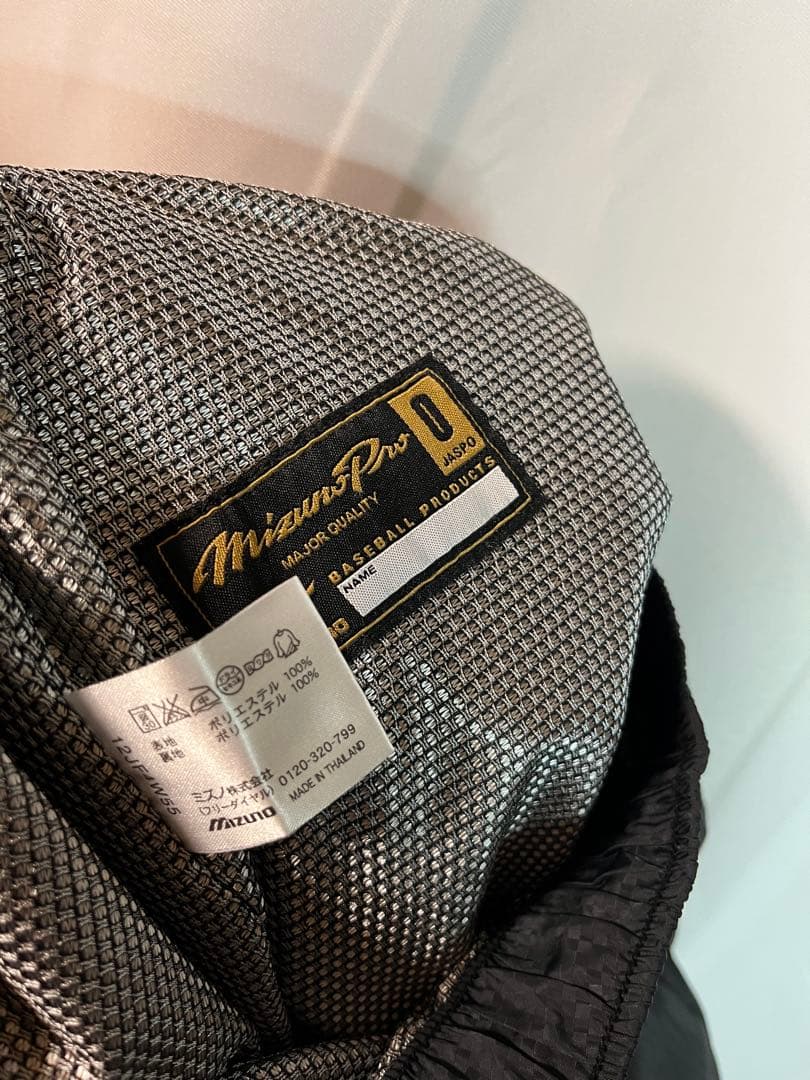 Mizuno Pro
MAJOR QUALITY
O
JASPO
BASEBALL PRODUCTS
NAME
表地 ポリエステル 100%
裏地 ポリエステル 100%
ミズノ株式会社
(フリーダイヤル) 0120-320-799
MIZUNO MADE IN THAILAND